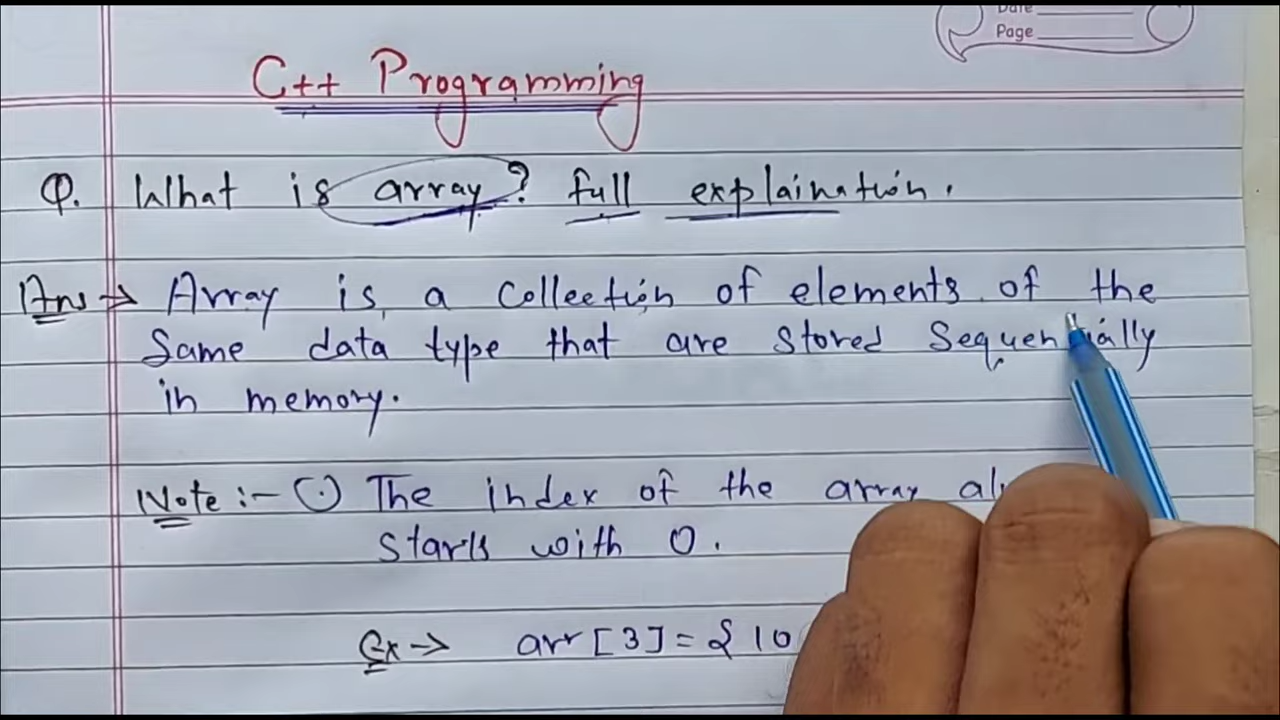 Date
Page
C++ Programming
Q. What is array? full explaination.
Ans → Array is a collection of elements of the
Same data type that are stored Sequentially
in memory.
Note :- The index of the array
starts with 0.
Ex → arr[3] = { 10